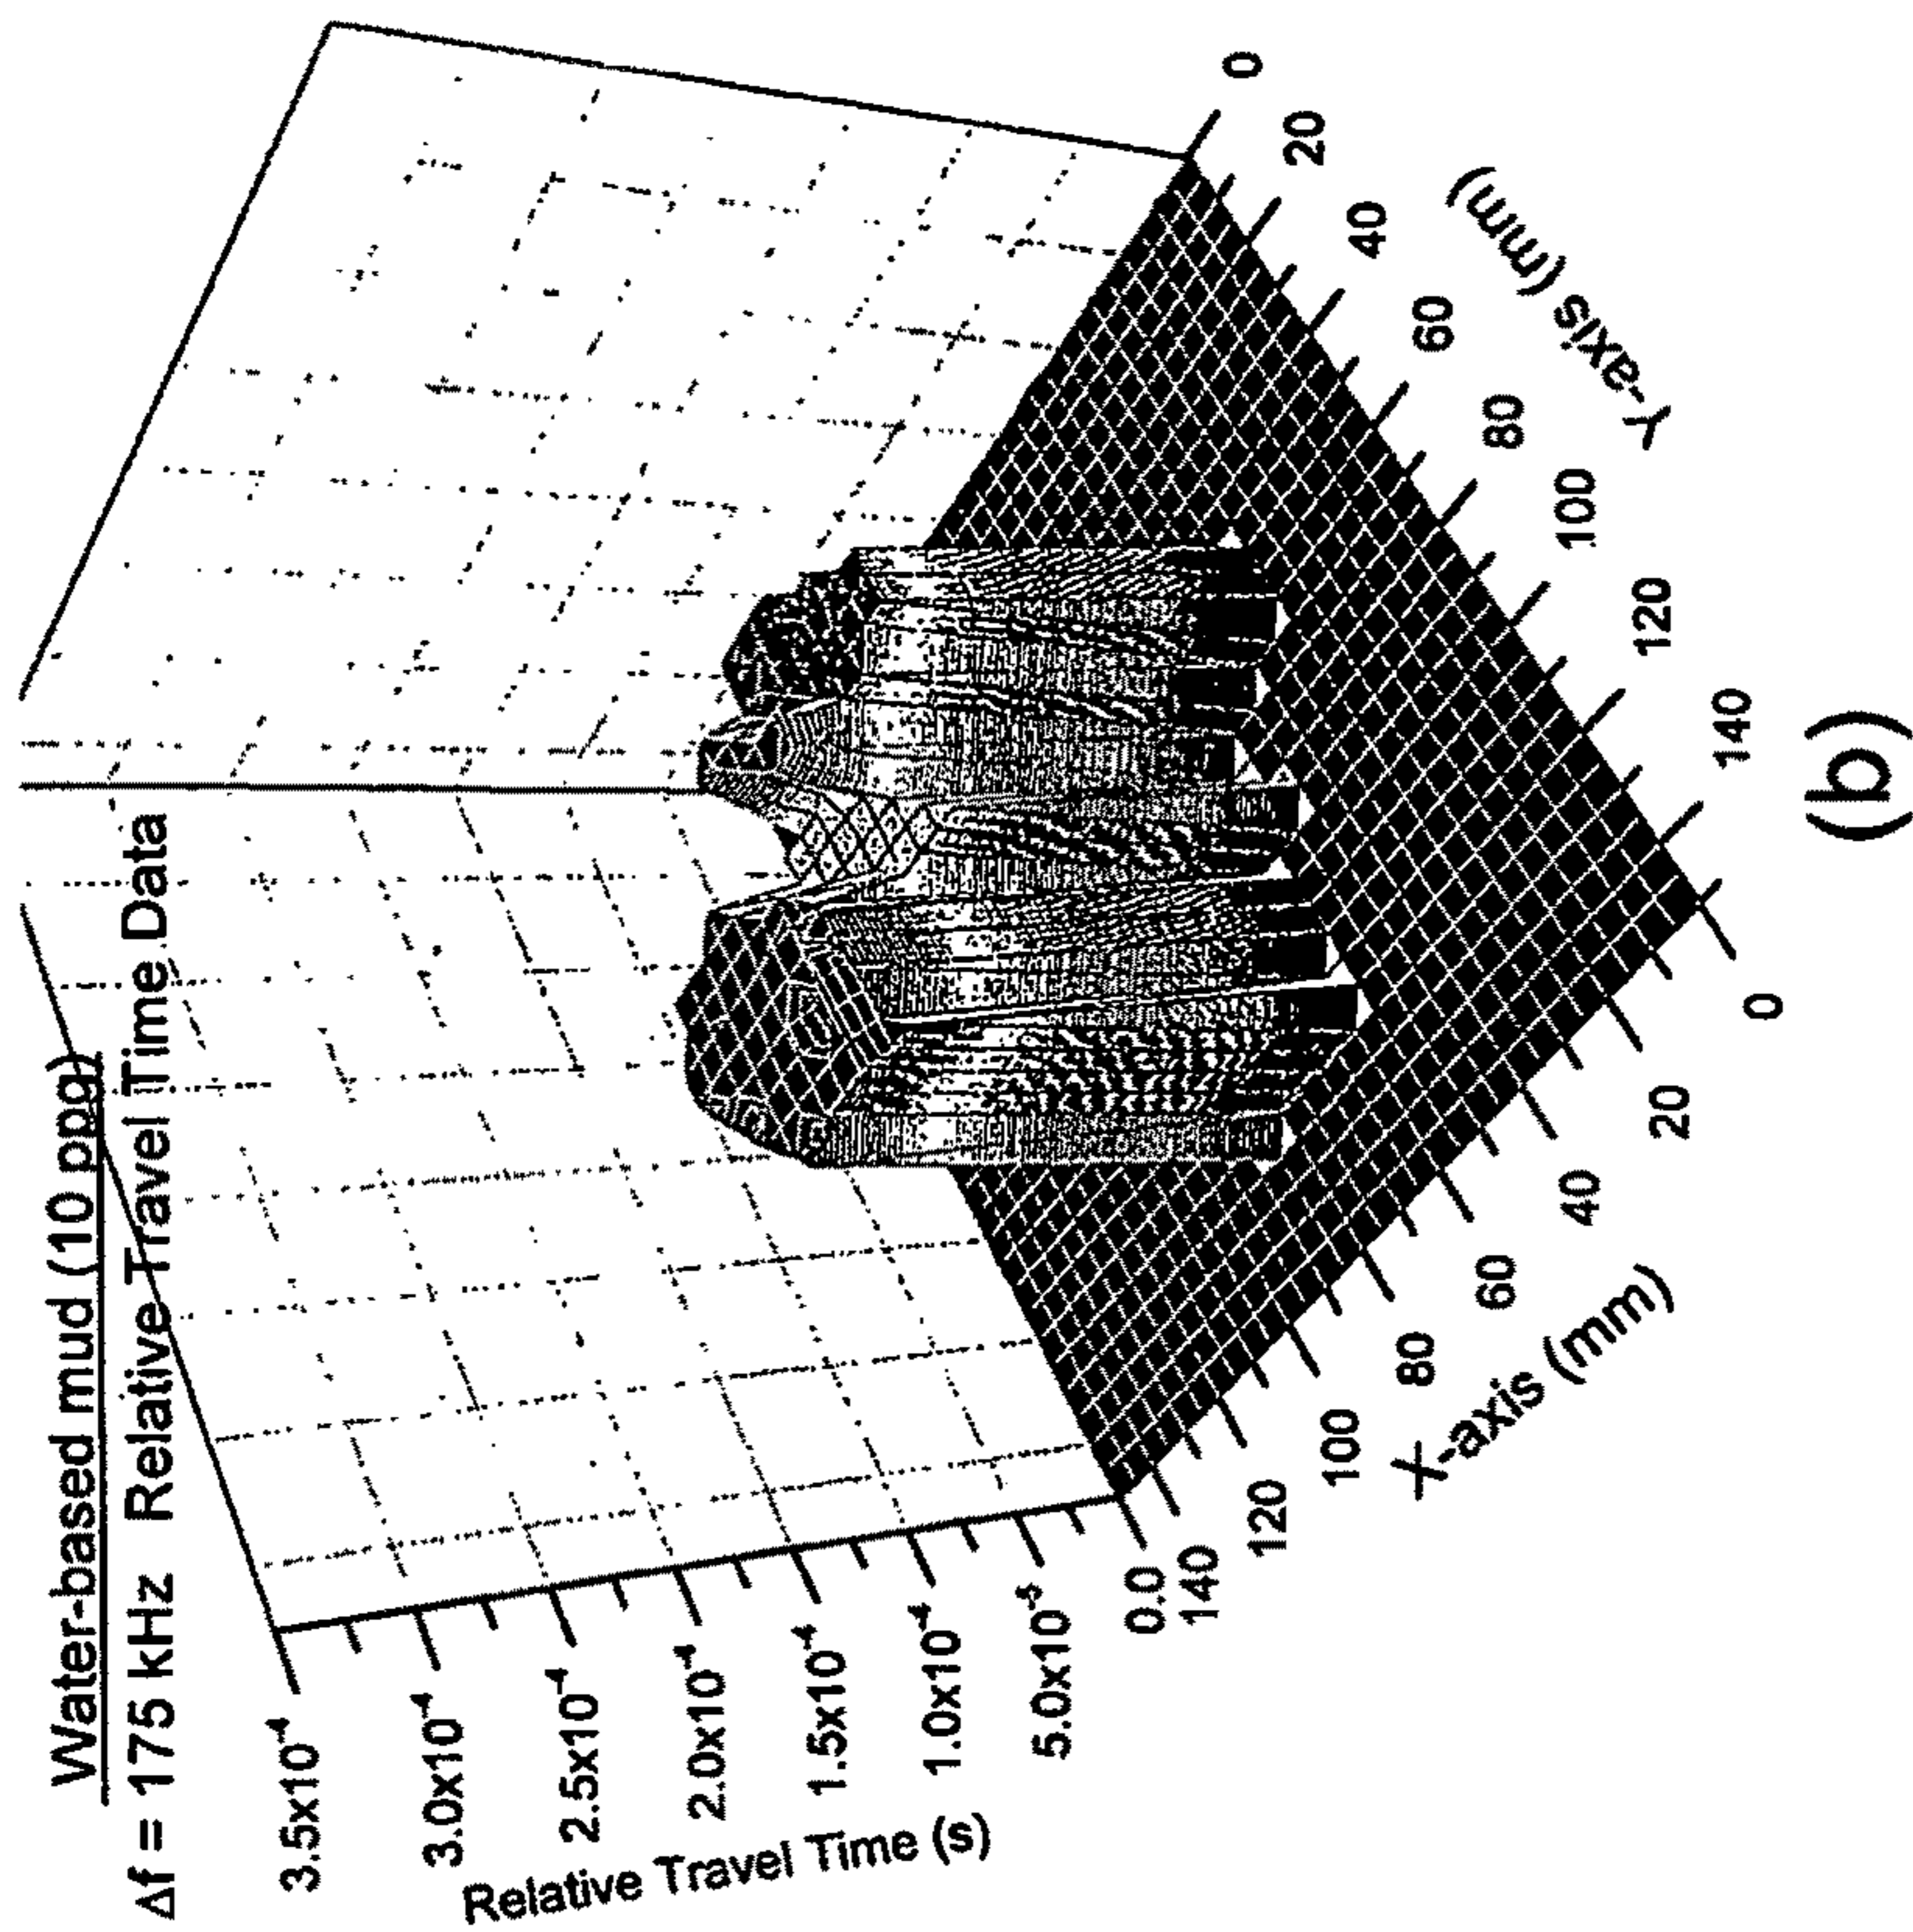 Water-based mud (10 ppg)
Δf = 175 kHz Relative Travel Time Data
3.5x10⁻⁴
3.0x10⁻⁴
2.5x10⁻⁴
2.0x10⁻⁴
1.5x10⁻⁴
1.0x10⁻⁴
5.0x10⁻⁵
0.0
Relative Travel Time (s)
140
120
100
80
60
40
20
0
X-axis (mm)
140
120
100
80
60
40
20
0
Y-axis (mm)
(b)